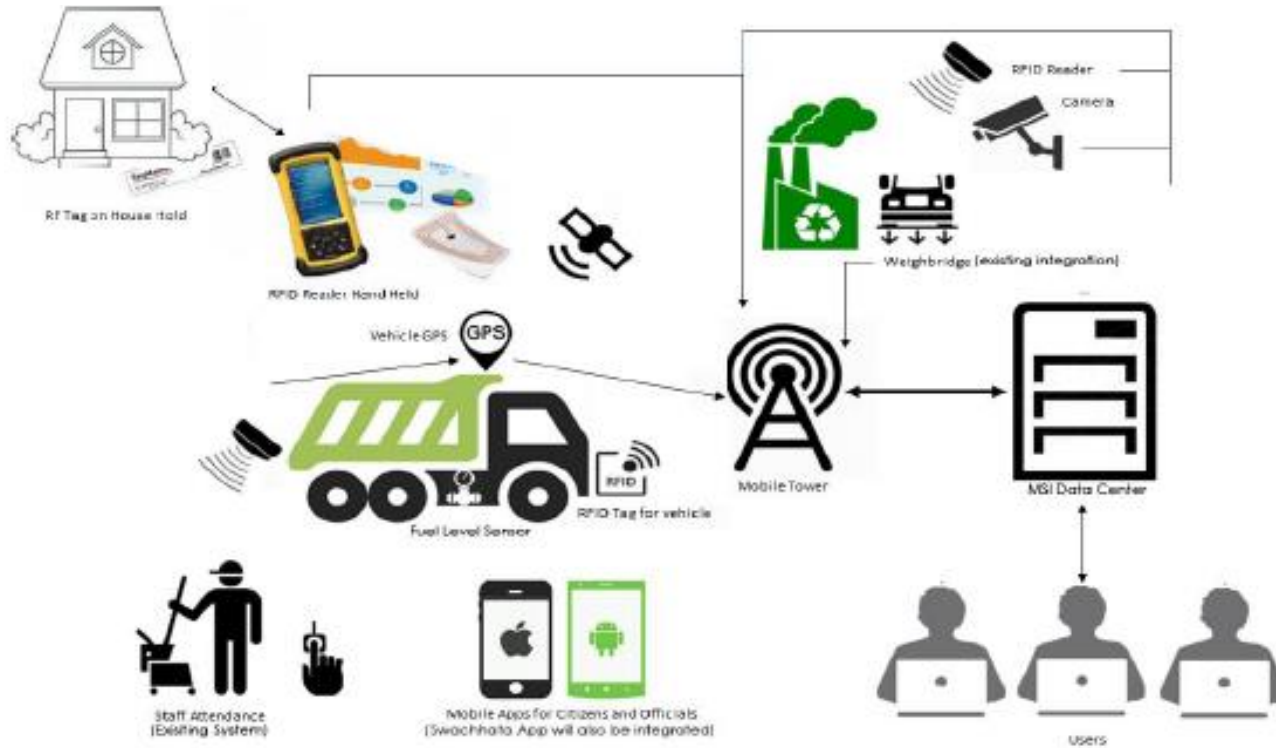 RFID Reader
Camera
RF Tag on House Hold
Weighbridge (existing integration)
RFID Reader Hand Held
Vehicle GPS
GPS
RFID
Mobile Tower
MSI Data Center
RFID Tag for vehicle
Fuel Level Sensor
Staff Attendance
(Exisiting System)
Mobile Apps for Citizens and Officials
(Swachhata App will also be integrated)
Users